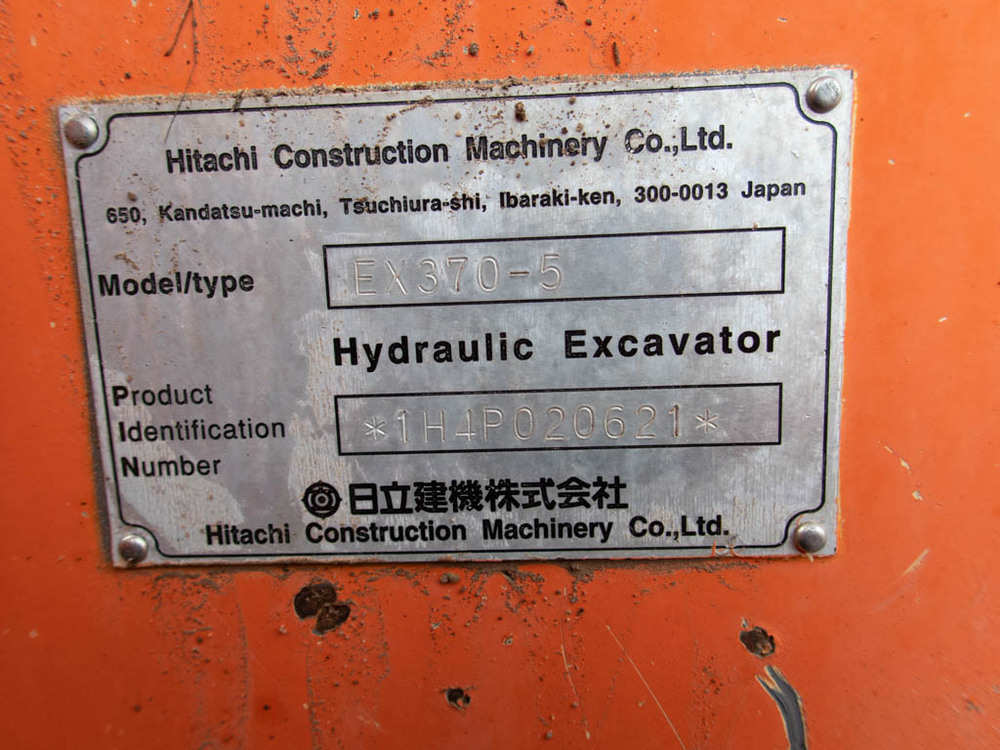 Hitachi Construction Machinery Co.,Ltd.
650, Kandatsu-machi, Tsuchiura-shi, Ibaraki-ken, 300-0013 Japan
Model/type EX370-5
Hydraulic Excavator
Product
Identification *1H4P020621*
Number
日立建機株式会社
Hitachi Construction Machinery Co.,Ltd.